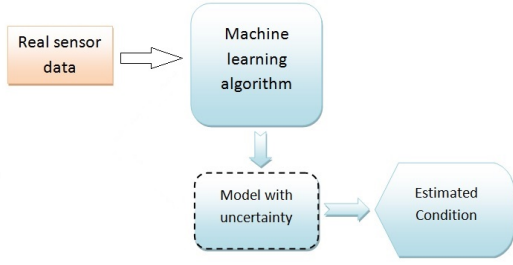 Real sensor
data
Machine
learning
algorithm
Model with
uncertainty
Estimated
Condition